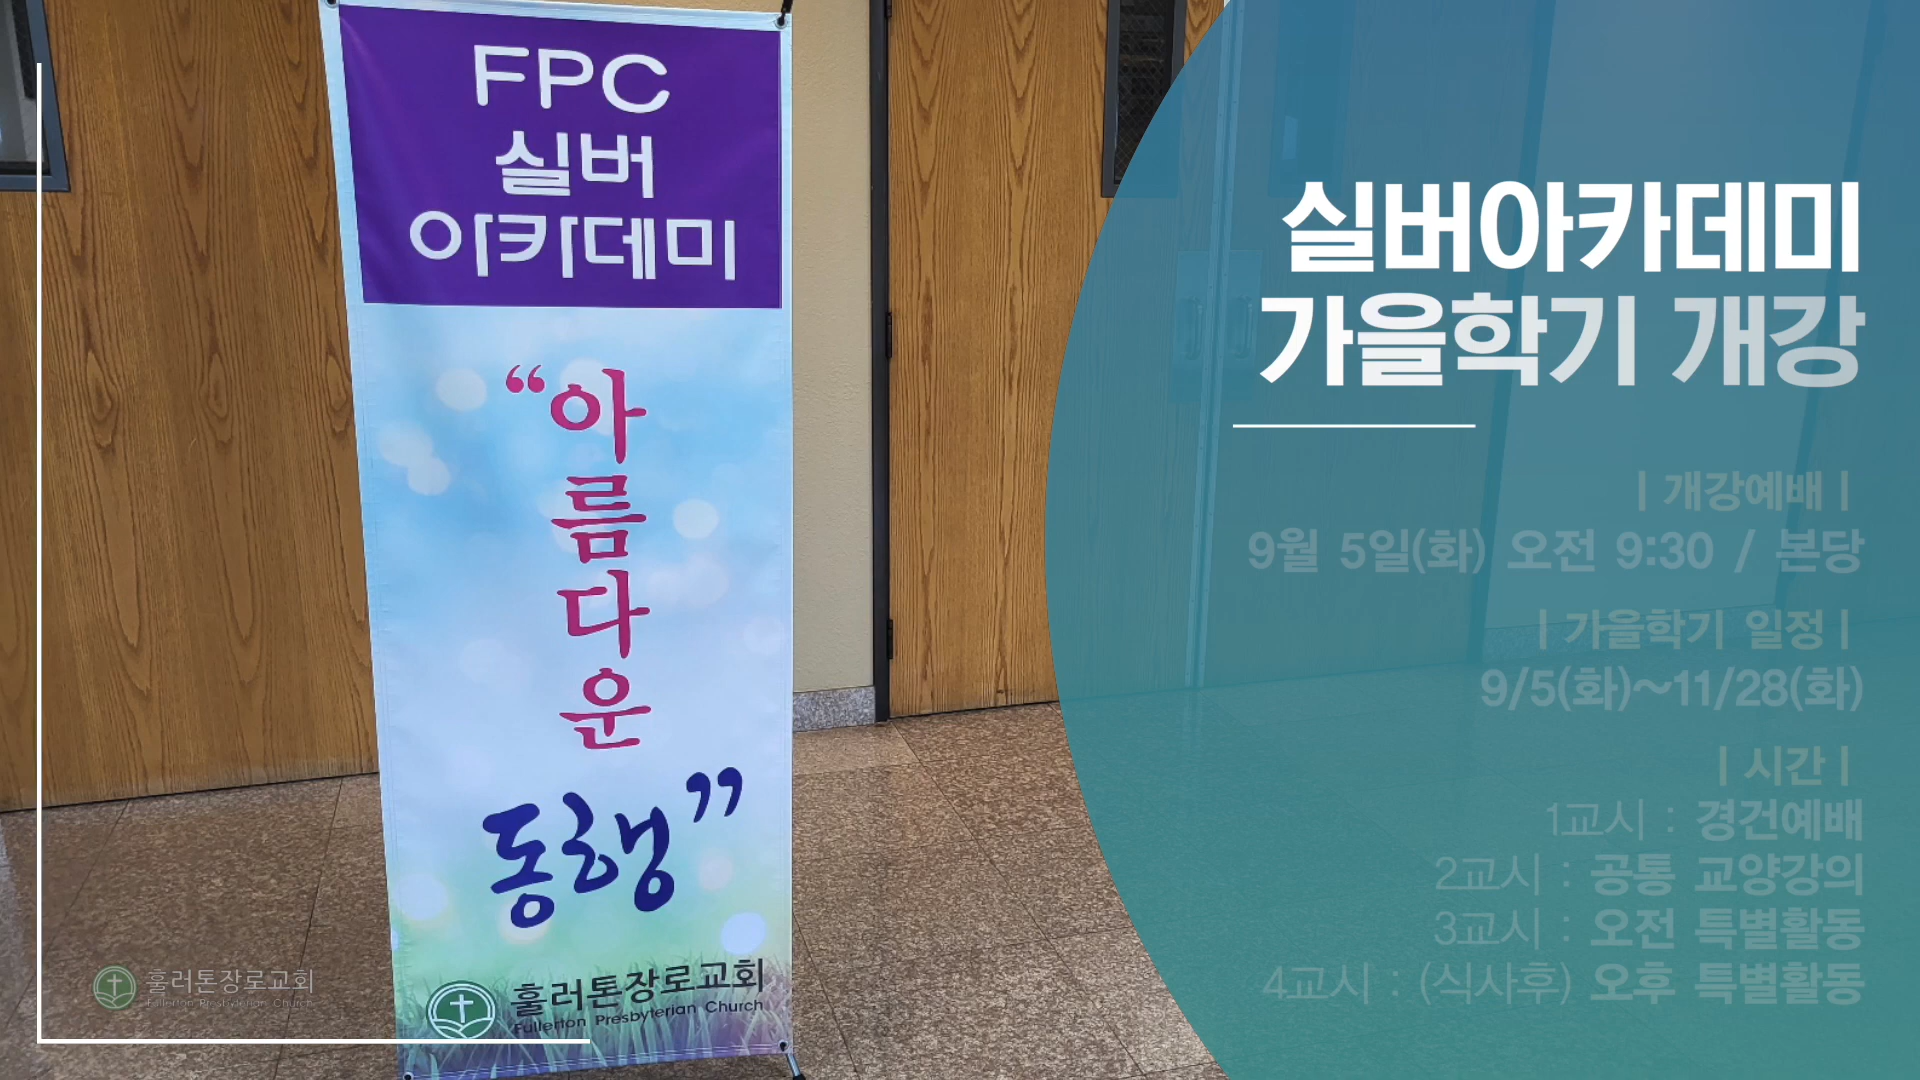 FPC
실버
아카데미
“아
름
다
운
동행”
훌러톤장로교회
Fullerton Presbyterian Church
훌러톤장로교회
Fullerton Presbyterian Church
실버아카데미
가을학기 개강
| 개강예배 |
9월 5일(화) 오전 9:30 / 본당
| 가을학기 일정 |
9/5(화)~11/28(화)
| 시간 |
1교시 : 경건예배
2교시 : 공통 교양강의
3교시 : 오전 특별활동
4교시 : (식사후) 오후 특별활동